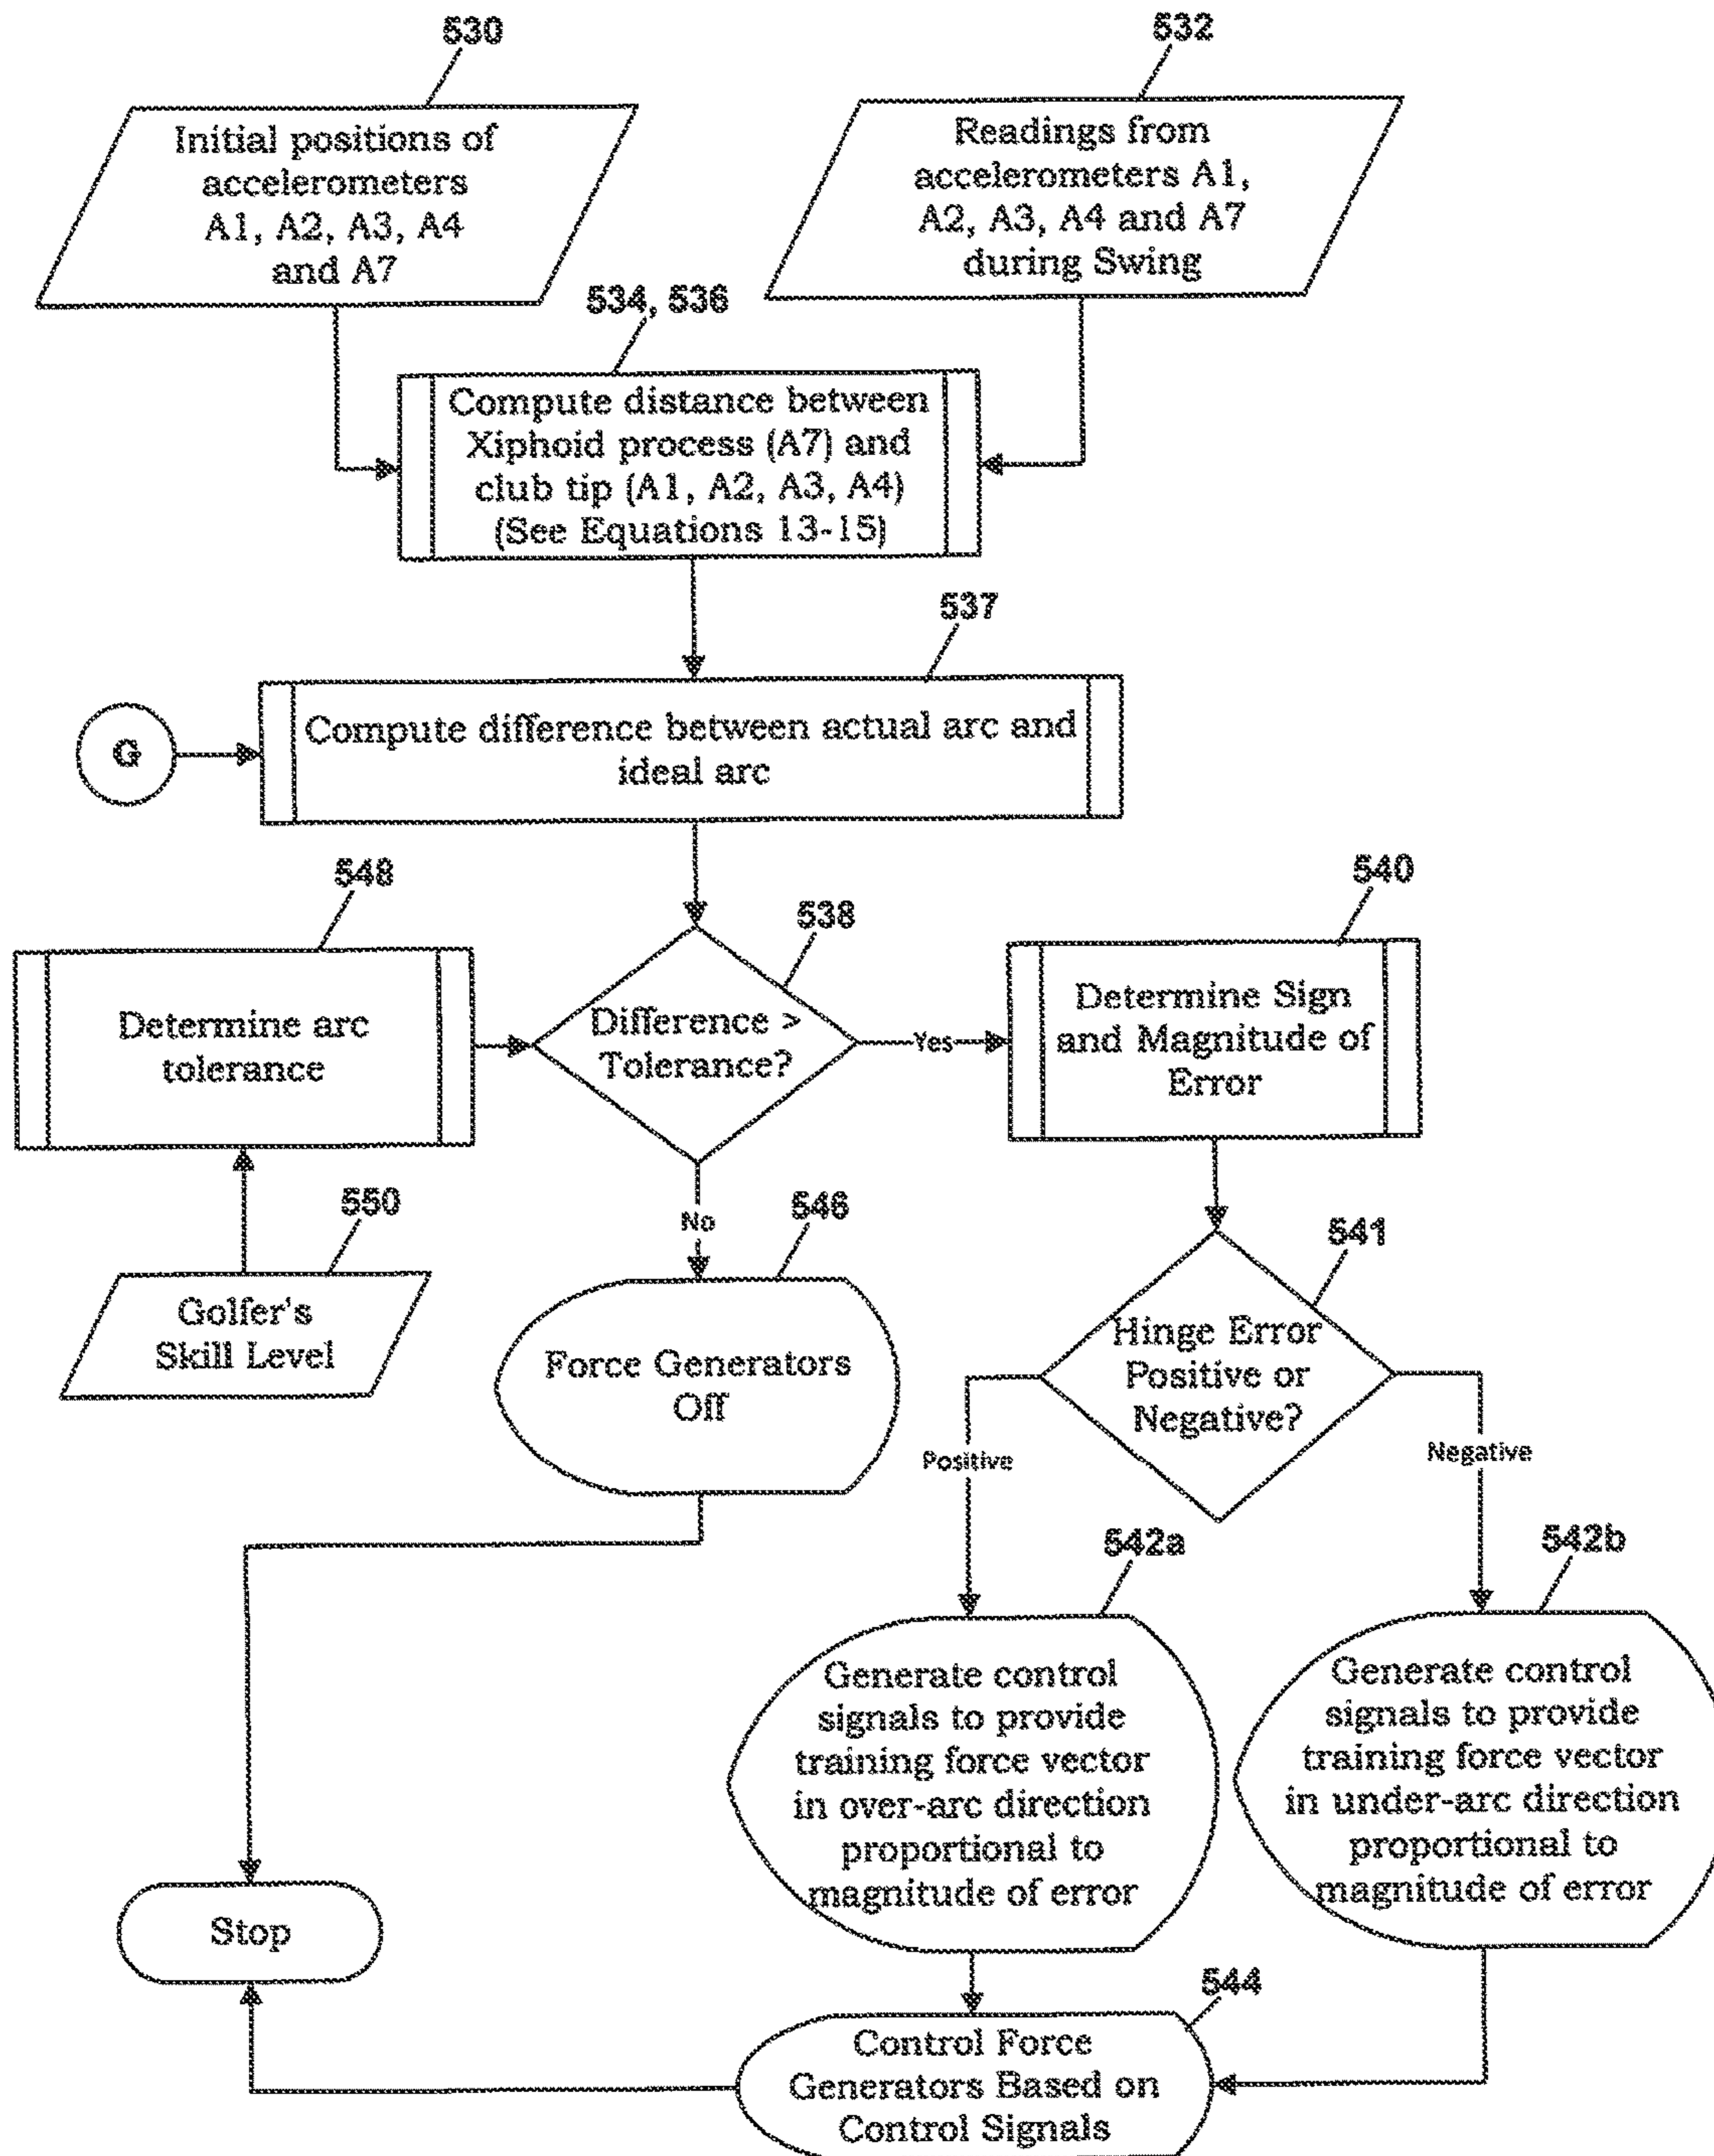 530
532
Initial positions of
accelerometers
A1, A2, A3, A4
and A7
Readings from
accelerometers A1,
A2, A3, A4 and A7
during Swing
534, 536
Compute distance between
Xiphoid process (A7) and
club tip (A1, A2, A3, A4)
(See Equations 13-15)
537
G
Compute difference between actual arc and
ideal arc
548
538
540
Determine arc
tolerance
Difference >
Tolerance?
Yes
Determine Sign
and Magnitude of
Error
550
No
546
541
Golfer's
Skill Level
Force Generators
Off
Hinge Error
Positive or
Negative?
Positive
Negative
542a
542b
Generate control
signals to provide
training force vector
in over-arc direction
proportional to
magnitude of error
Generate control
signals to provide
training force vector
in under-arc direction
proportional to
magnitude of error
Stop
544
Control Force
Generators Based on
Control Signals